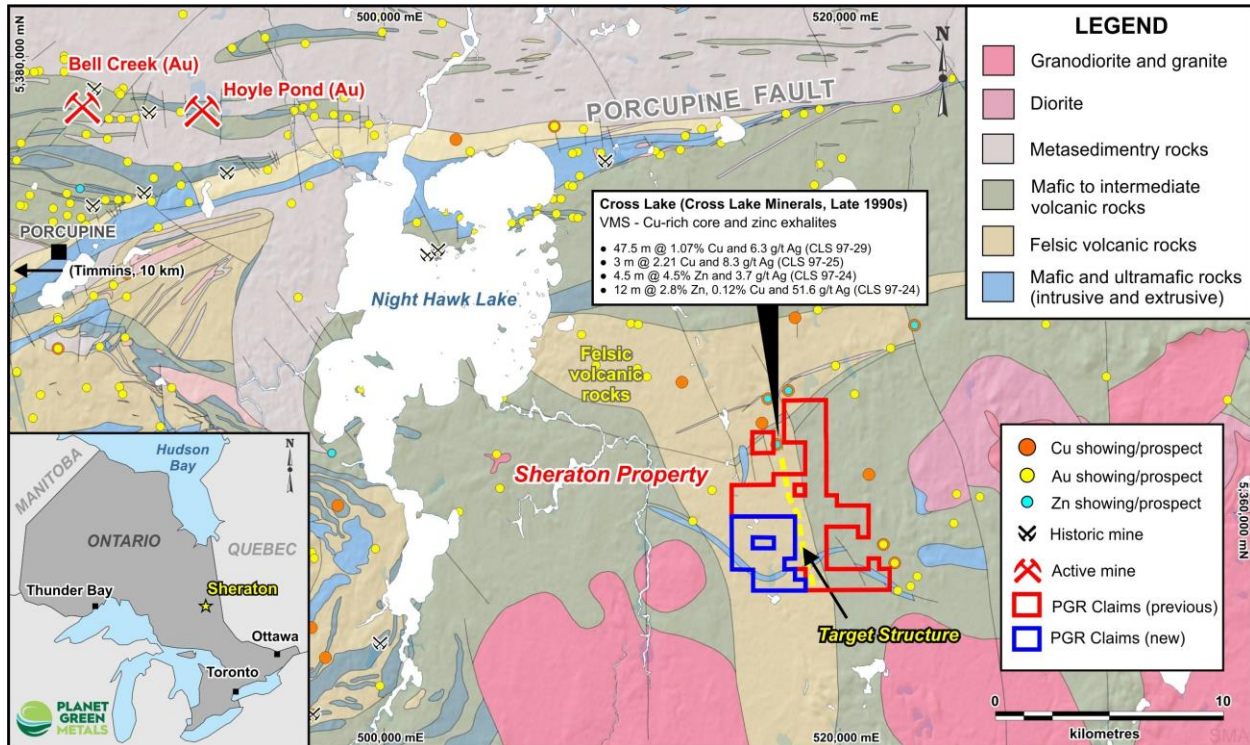 500,000 mE
520,000 mE
5,380,000 mN
Bell Creek (Au)
Hoyle Pond (Au)
PORCUPINE FAULT
N
PORCUPINE
(Timmins, 10 km)
Night Hawk Lake
Cross Lake (Cross Lake Minerals, Late 1990s)
VMS - Cu-rich core and zinc exhalites
● 47.5 m @ 1.07% Cu and 6.3 g/t Ag (CLS 97-29)
● 3 m @ 2.21 Cu and 8.3 g/t Ag (CLS 97-25)
● 4.5 m @ 4.5% Zn and 3.7 g/t Ag (CLS 97-24)
● 12 m @ 2.8% Zn, 0.12% Cu and 51.6 g/t Ag (CLS 97-24)
Felsic
volcanic
rocks
Sheraton Property
Target Structure
LEGEND
Granodiorite and granite
Diorite
Metasedimentry rocks
Mafic to intermediate
volcanic rocks
Felsic volcanic rocks
Mafic and ultramafic rocks
(intrusive and extrusive)
Cu showing/prospect
Au showing/prospect
Zn showing/prospect
Historic mine
Active mine
PGR Claims (previous)
PGR Claims (new)
5,360,000 mN
0
10
kilometres
SMA
N
Hudson
Bay
MANITOBA
ONTARIO
QUEBEC
Sheraton
Thunder Bay
Ottawa
Toronto
PLANET
GREEN
METALS
500,000 mE
520,000 mE